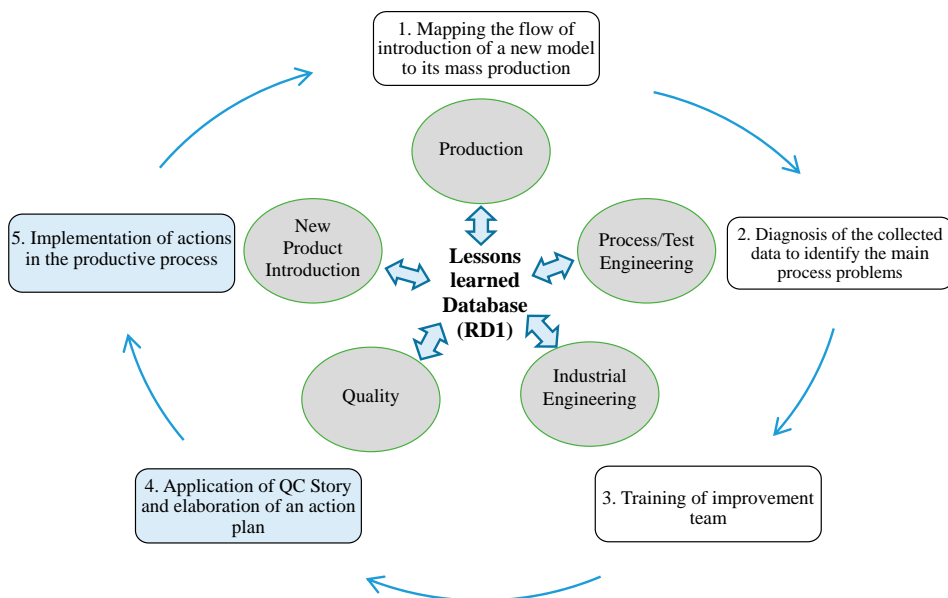 1. Mapping the flow of
introduction of a new model
to its mass production
Production
5. Implementation of actions
in the productive process
New
Product
Introduction
Lessons
learned
Database
(RD1)
Process/Test
Engineering
2. Diagnosis of the collected
data to identify the main
process problems
Quality
Industrial
Engineering
4. Application of QC Story
and elaboration of an action
plan
3. Training of improvement
team